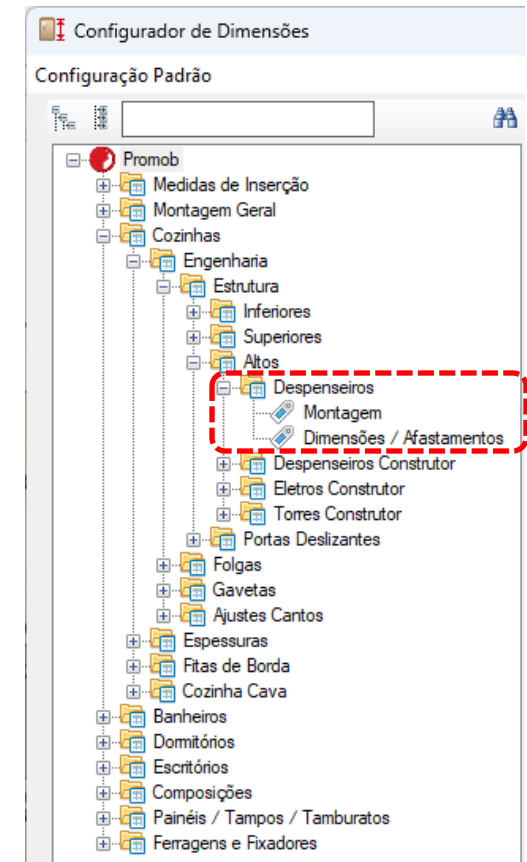 Configurador de Dimensões
Configuração Padrão
Promob
Medidas de Inserção
Montagem Geral
Cozinhas
Engenharia
Estrutura
Inferiores
Superiores
Altos
Despenseiros
Montagem
Dimensões / Afastamentos
Despenseiros Construtor
Eletros Construtor
Torres Construtor
Portas Deslizantes
Folgas
Gavetas
Ajustes Cantos
Espessuras
Fitas de Borda
Cozinha Cava
Banheiros
Dormitórios
Escritórios
Composições
Painéis / Tampos / Tamburatos
Ferragens e Fixadores